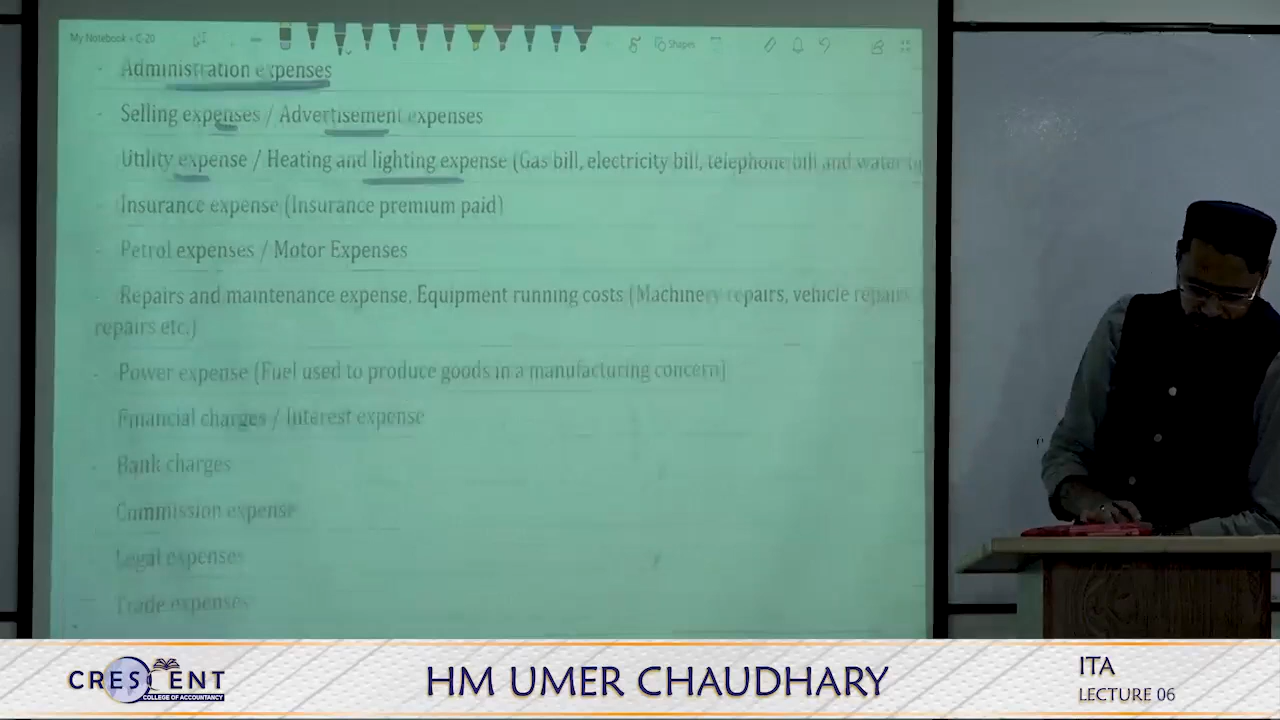 My Notebook › C-20
Shapes
- Administration expenses
- Selling expenses / Advertisement expenses
- Utility expense / Heating and lighting expense (Gas bill, electricity bill, telephone bill and water
- Insurance expense (Insurance premium paid)
- Petrol expenses / Motor Expenses
- Repairs and maintenance expense, Equipment running costs (Machinery repairs, vehicle repairs
repairs etc.)
- Power expense (Fuel used to produce goods in a manufacturing concern)
Financial charges / Interest expense
- Bank charges
Commission expense
Legal expenses
Trade expenses
CRESCENT
COLLEGE OF ACCOUNTANCY
HM UMER CHAUDHARY
ITA
LECTURE 06